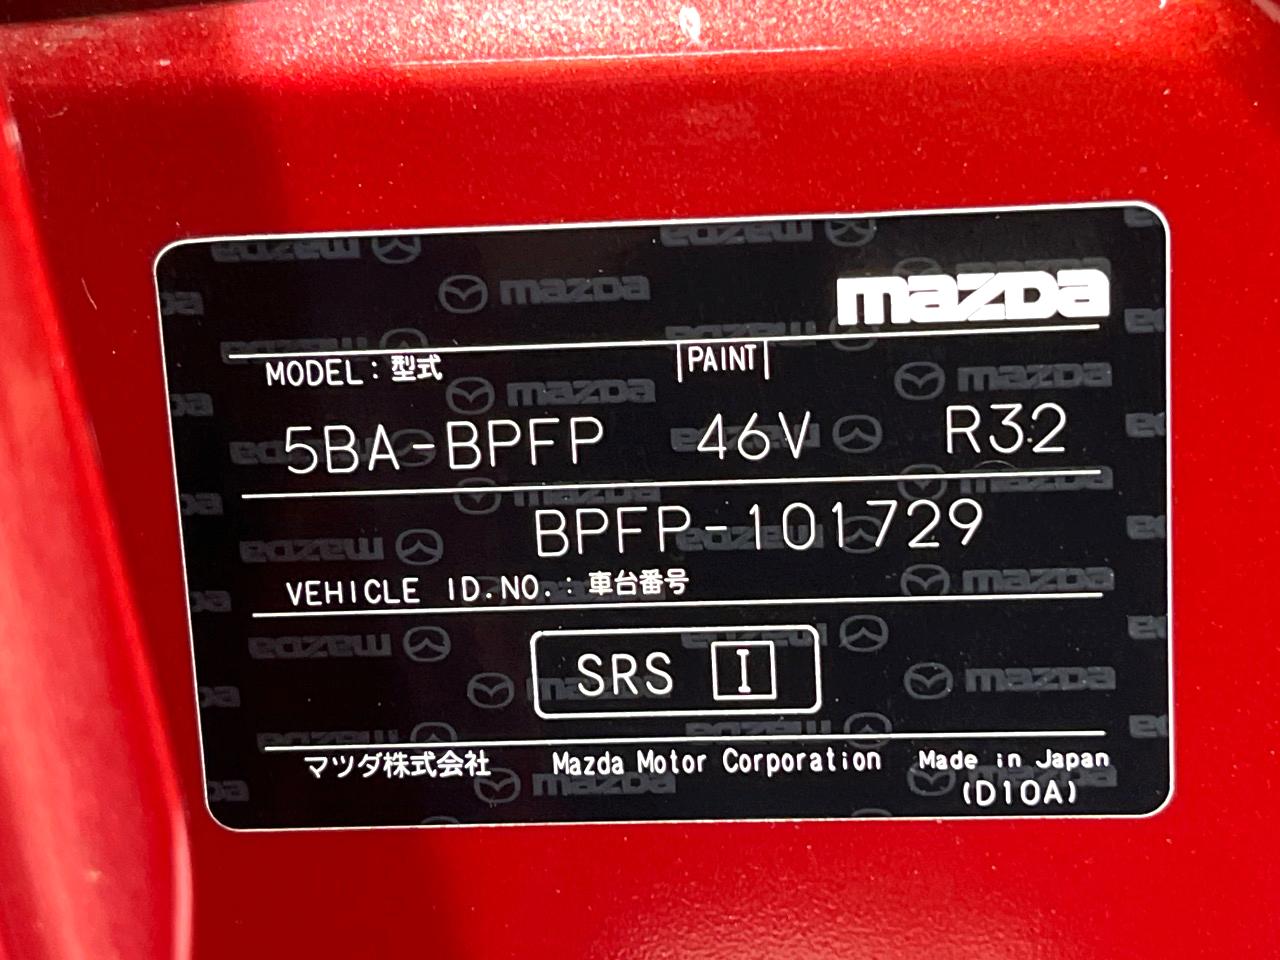 mazda
MODEL : 型式 PAINT
5BA-BPFP 46V R32
BPFP-101729
VEHICLE ID.NO. : 車台番号
SRS I
マツダ株式会社 Mazda Motor Corporation Made in Japan
(D10A)